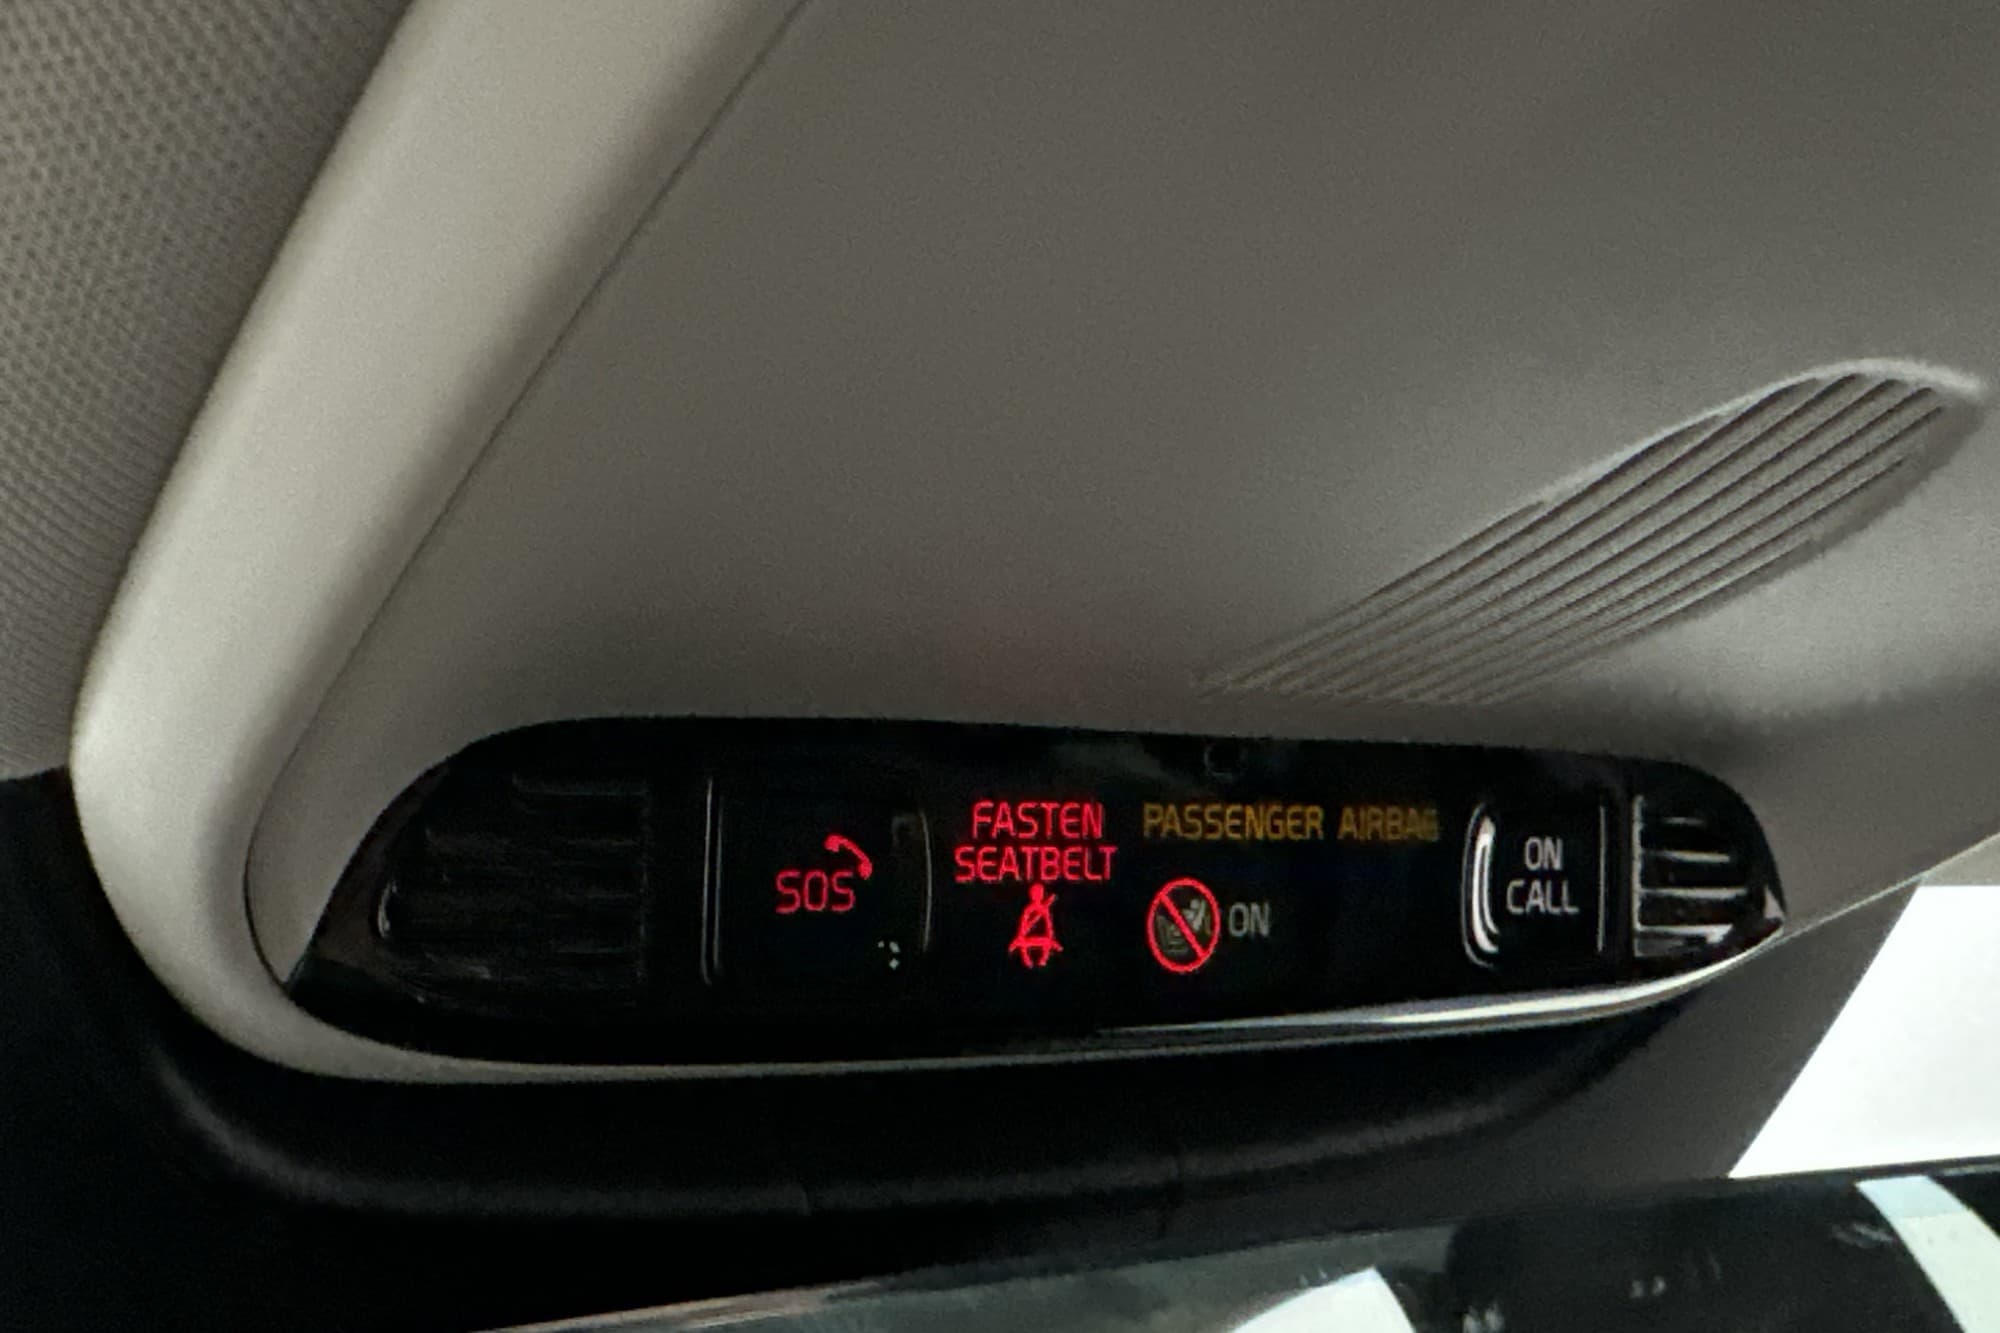 SOS
FASTEN
SEATBELT
PASSENGER AIRBAG
ON
ON
CALL